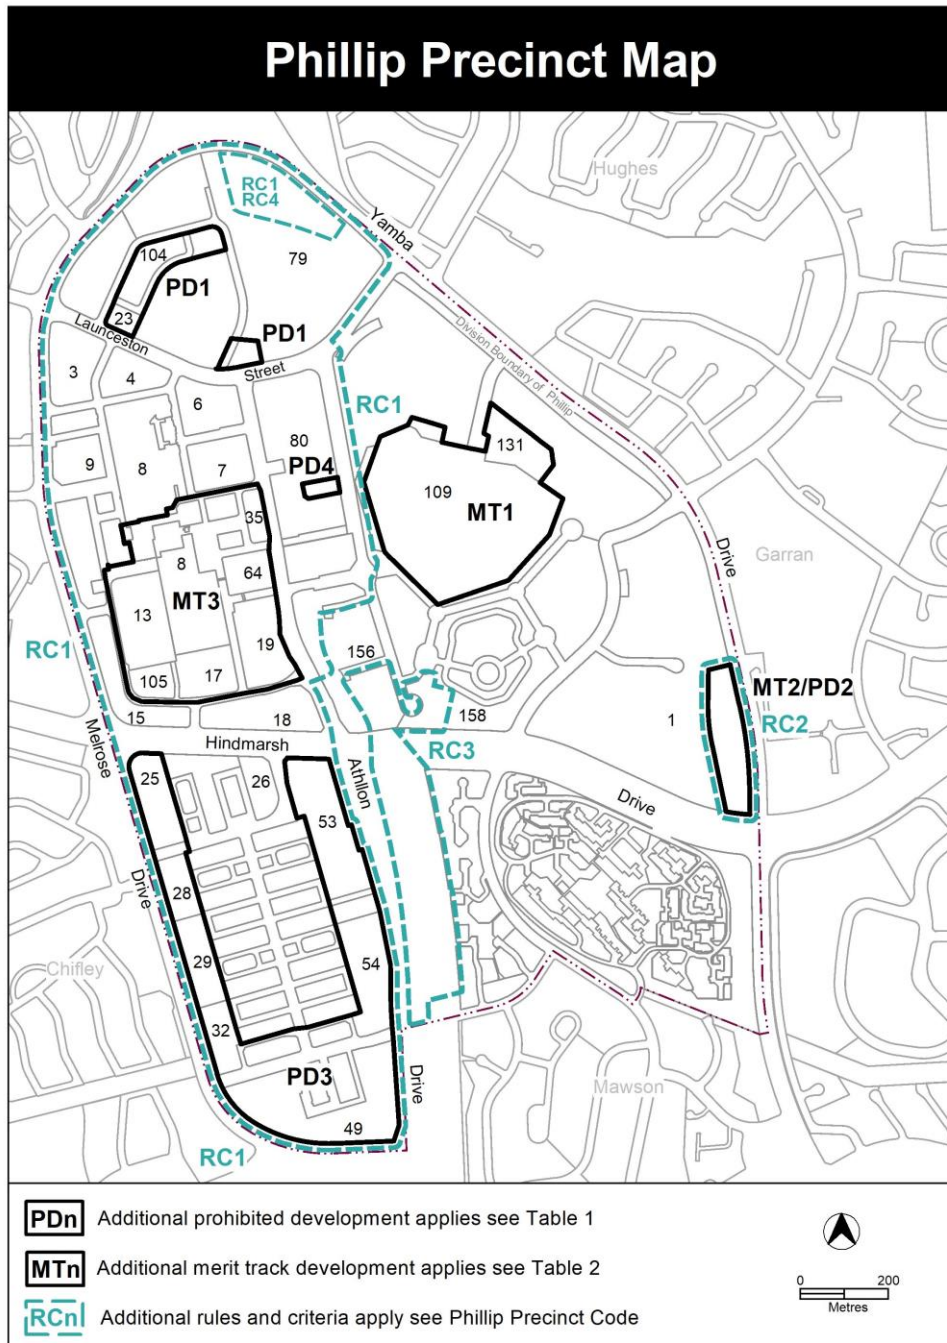 Phillip Precinct Map
Hughes
RC1
RC4
Yamba
79
104
PD1
23
Launceston
PD1
Street
Division Boundary of Phillip
3
4
6
RC1
80
131
9
8
7
PD4
109
MT1
35
Drive
Garran
8
64
MT3
13
RC1
19
156
105
17
MT2/PD2
15
18
158
1
RC2
Melrose
Hindmarsh
RC3
25
26
Athllon
Drive
53
Drive
28
29
54
Chifley
32
PD3
Drive
Mawson
49
RC1
PDn Additional prohibited development applies see Table 1
MTn Additional merit track development applies see Table 2
RCn Additional rules and criteria apply see Phillip Precinct Code
0 200
Metres